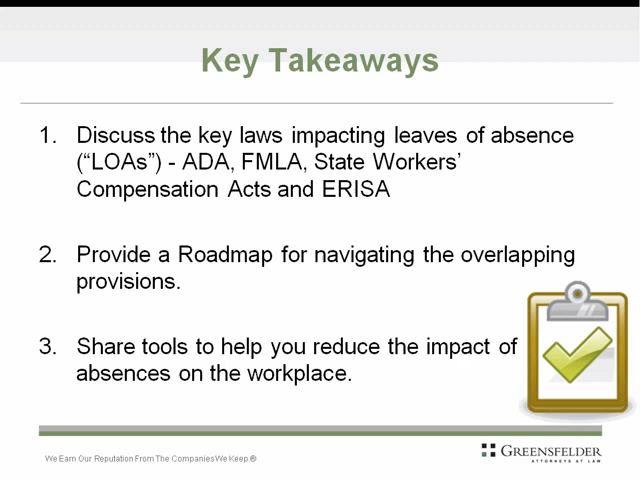 Key Takeaways
1. Discuss the key laws impacting leaves of absence
(“LOAs”) - ADA, FMLA, State Workers’
Compensation Acts and ERISA
2. Provide a Roadmap for navigating the overlapping
provisions.
3. Share tools to help you reduce the impact of
absences on the workplace.
We Earn Our Reputation From The Companies We Keep.®
GREENSFELDER
ATTORNEYS AT LAW